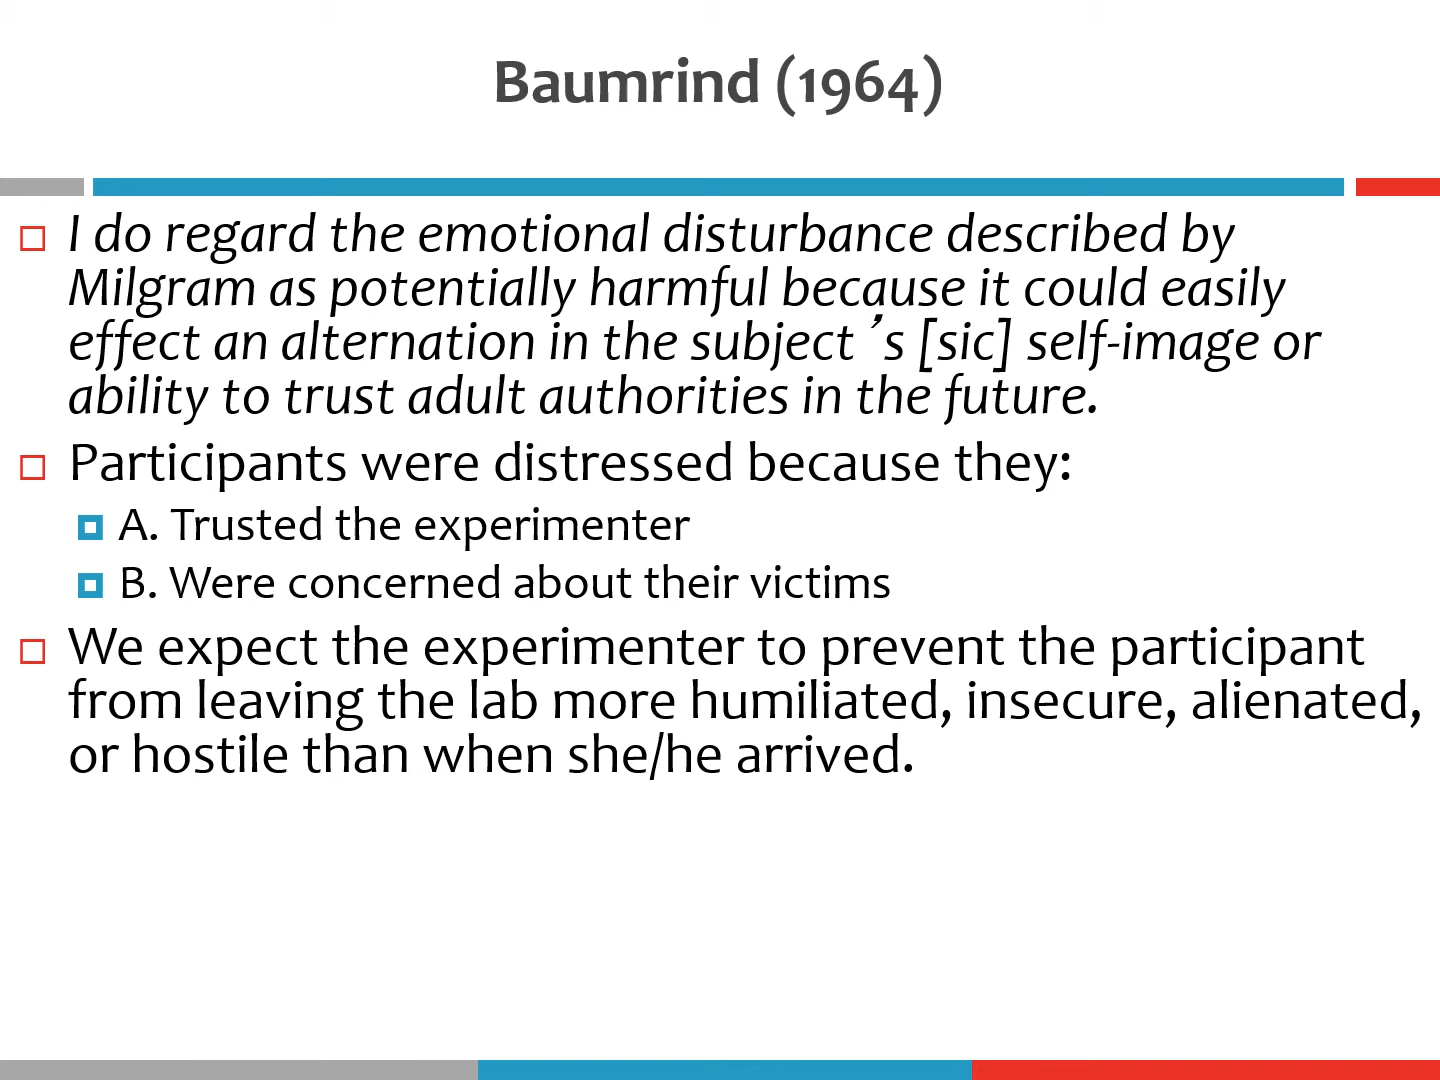 Baumrind (1964)
I do regard the emotional disturbance described by
Milgram as potentially harmful because it could easily
effect an alternation in the subject ’s [sic] self-image or
ability to trust adult authorities in the future.
Participants were distressed because they:
A. Trusted the experimenter
B. Were concerned about their victims
We expect the experimenter to prevent the participant
from leaving the lab more humiliated, insecure, alienated,
or hostile than when she/he arrived.